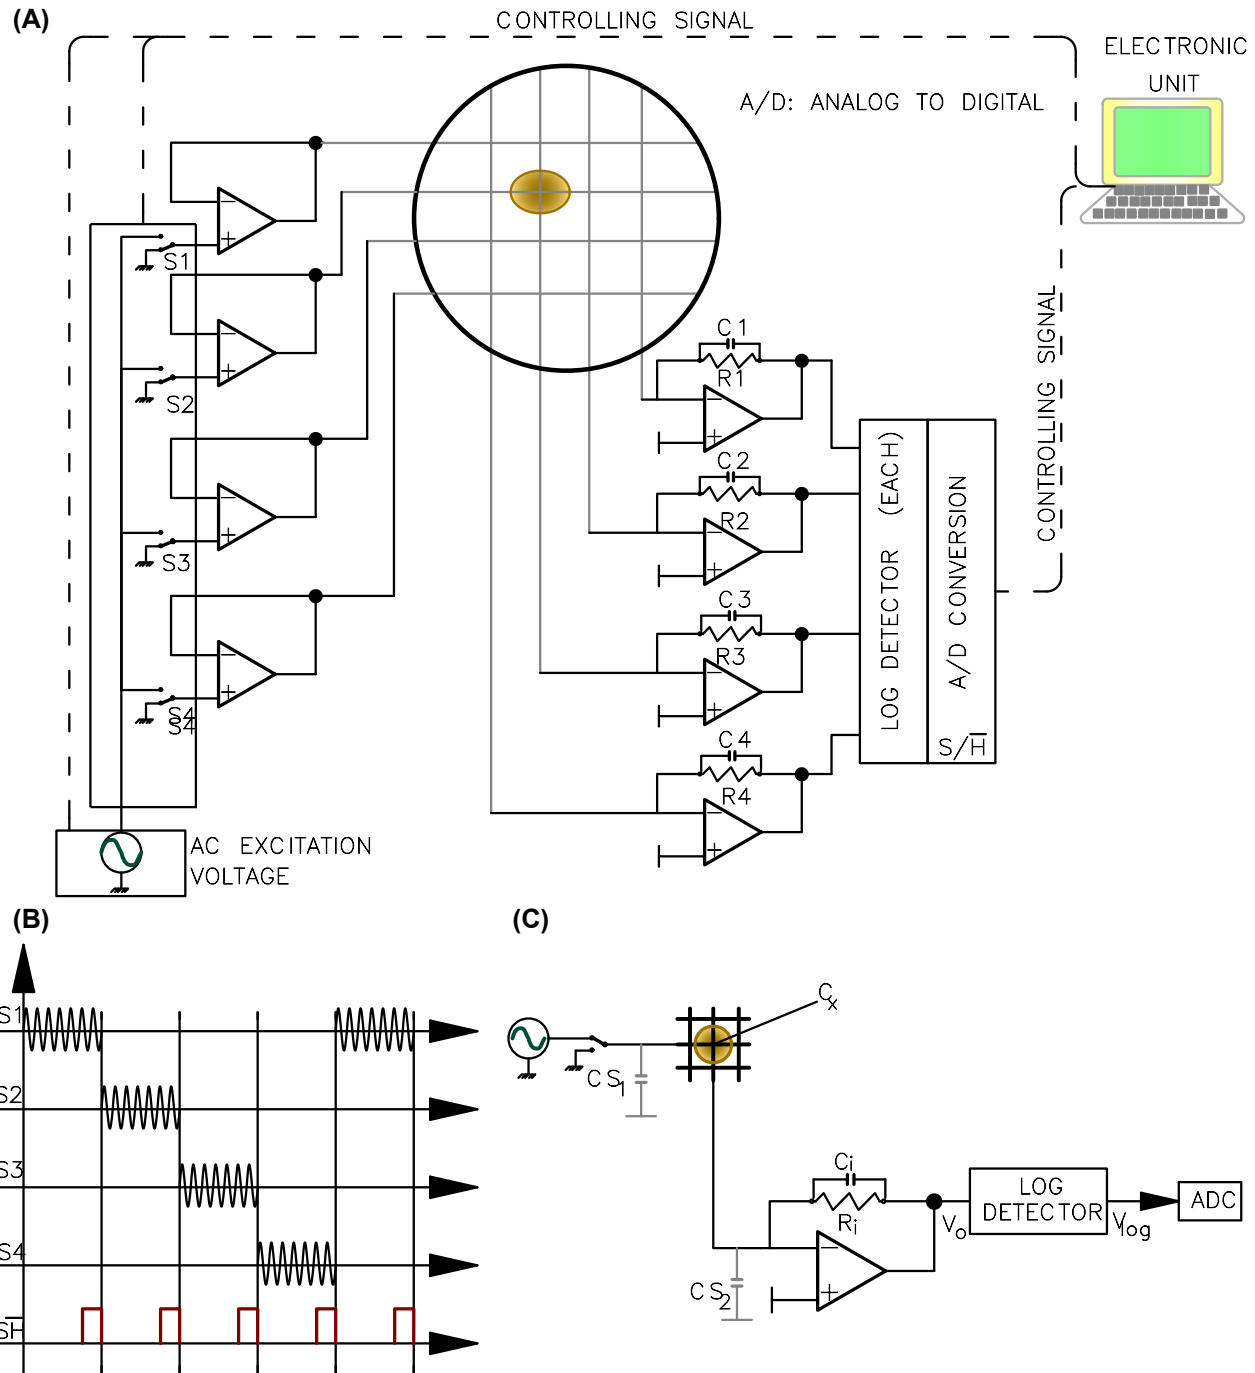 (A)
CONTROLLING SIGNAL
ELECTRONIC
UNIT
A/D: ANALOG TO DIGITAL
S1
S2
S3
S4
S4
C1
R1
C2
R2
C3
R3
C4
R4
LOG DETECTOR (EACH)
A/D CONVERSION
S/H̅
CONTROLLING SIGNAL
AC EXCITATION
VOLTAGE
(B)
S1
S2
S3
S4
SH̅
(C)
Cx
CS1
CS2
Ci
Ri
Vo
LOG
DETECTOR
Vlog
ADC